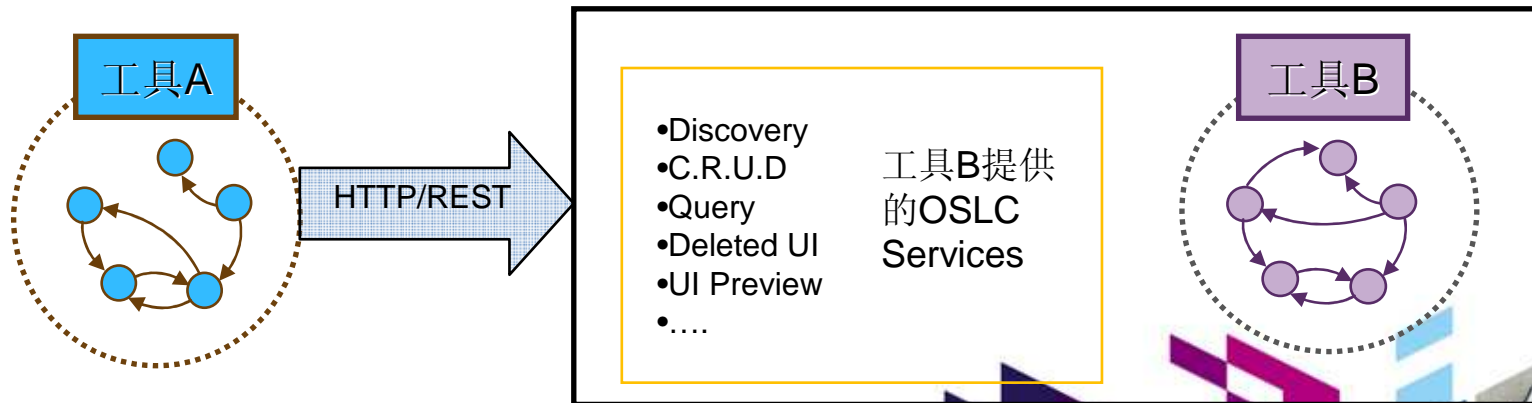 工具A
HTTP/REST
•Discovery
•C.R.U.D
•Query
•Deleted UI
•UI Preview
•….
工具B提供
的OSLC
Services
工具B